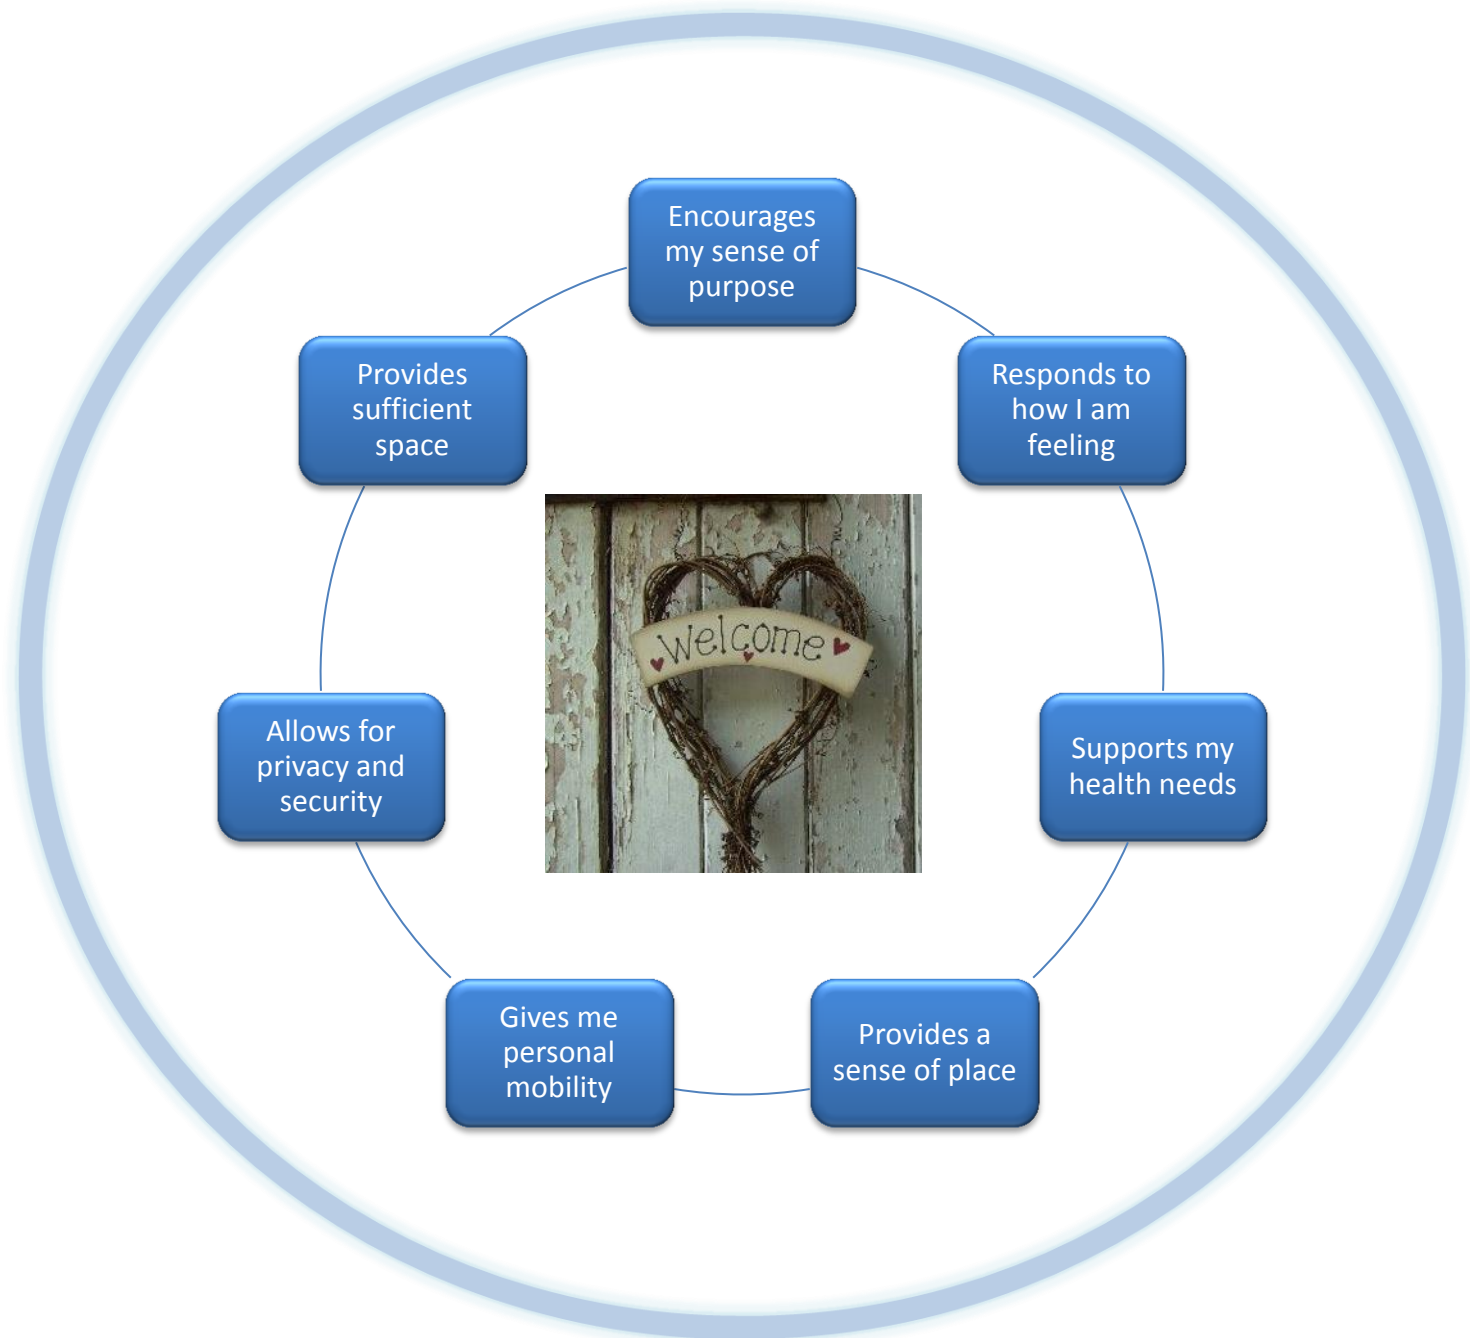 Encourages
my sense of
purpose
Responds to
how I am
feeling
Supports my
health needs
Provides a
sense of place
Gives me
personal
mobility
Allows for
privacy and
security
Provides
sufficient
space
Welcome